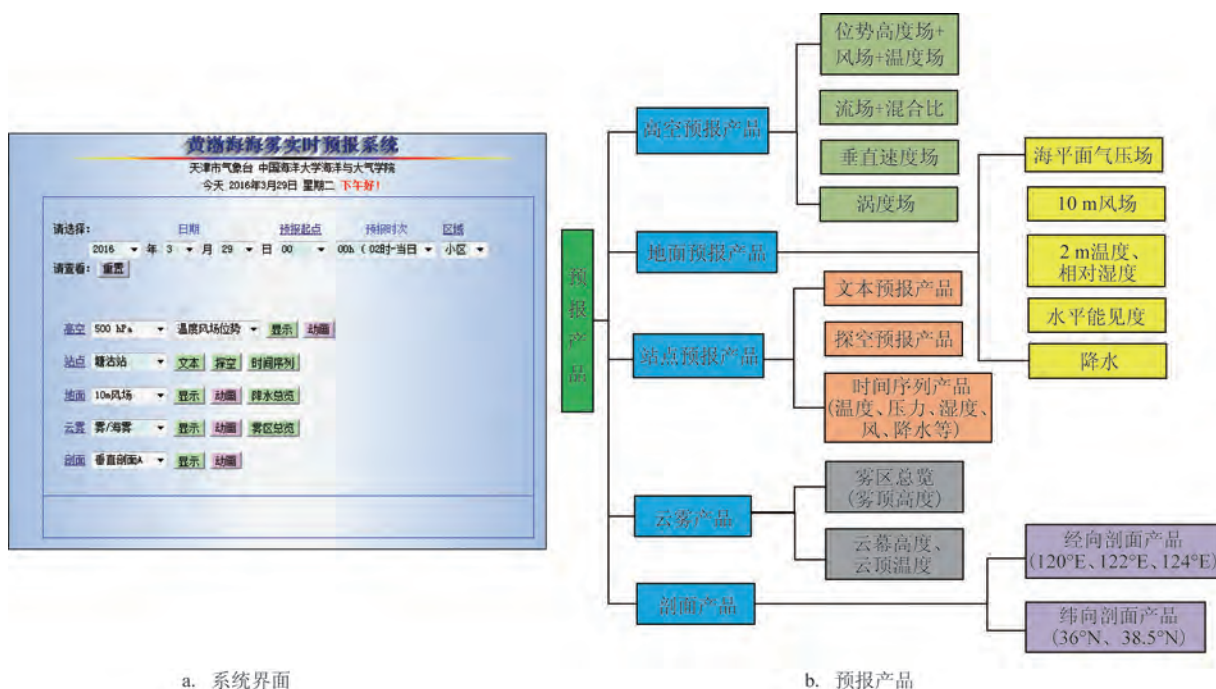 黄渤海海雾实时预报系统
天津市气象台 中国海洋大学海洋与大气学院
今天 2016年3月29日 星期二 下午好!
请选择: 日期 预报起点 预报时次 区域
2016 年 3 月 29 日 00 00h (02时-当日 小区
请查看: 重置
高空 500 hPa 温度风场位势 显示 动画
站点 塘沽站 文本 探空 时间序列
地面 10m风场 显示 动画 降水总览
云雾 雾/海雾 显示 动画 雾区总览
剖面 垂直剖面A 显示 动画
a. 系统界面
预报产品
高空预报产品
位势高度场+
风场+温度场
流场+混合比
垂直速度场
涡度场
地面预报产品
海平面气压场
10 m风场
2 m温度、
相对湿度
水平能见度
降水
站点预报产品
文本预报产品
探空预报产品
时间序列产品
(温度、压力、湿度、
风、降水等)
云雾产品
雾区总览
(雾顶高度)
云幕高度、
云顶温度
剖面产品
经向剖面产品
(120°E、122°E、124°E)
纬向剖面产品
(36°N、38.5°N)
b. 预报产品